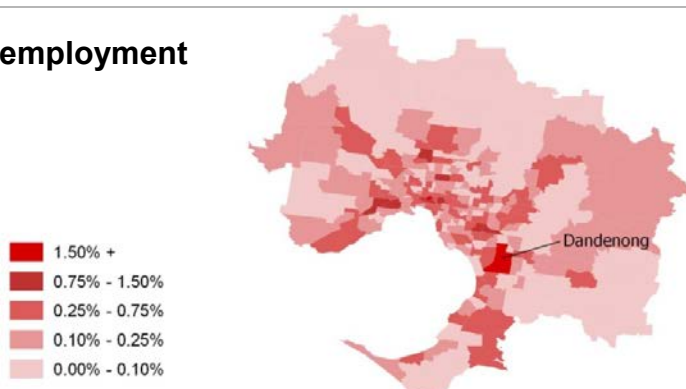 employment
Dandenong
1.50% +
0.75% - 1.50%
0.25% - 0.75%
0.10% - 0.25%
0.00% - 0.10%